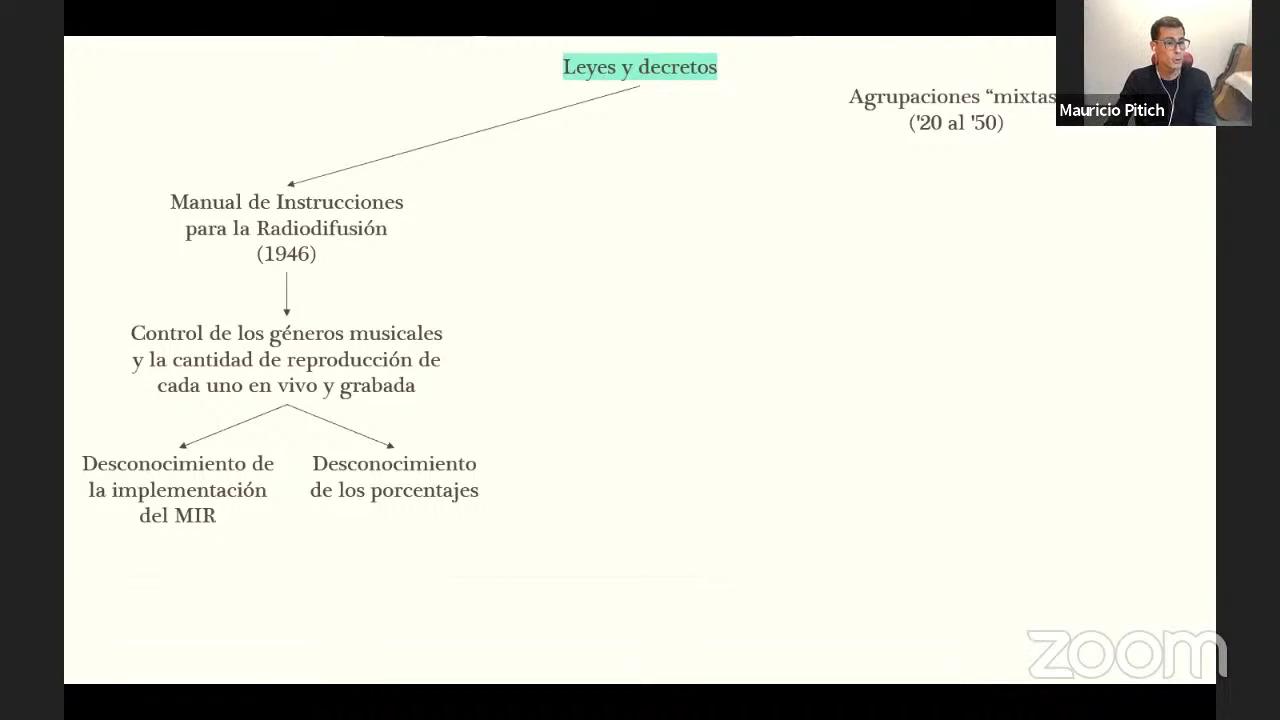 Leyes y decretos
Agrupaciones “mixtas
('20 al '50)
Mauricio Pitich
Manual de Instrucciones
para la Radiodifusión
(1946)
Control de los géneros musicales
y la cantidad de reproducción de
cada uno en vivo y grabada
Desconocimiento de
la implementación
del MIR
Desconocimiento
de los porcentajes
zoom